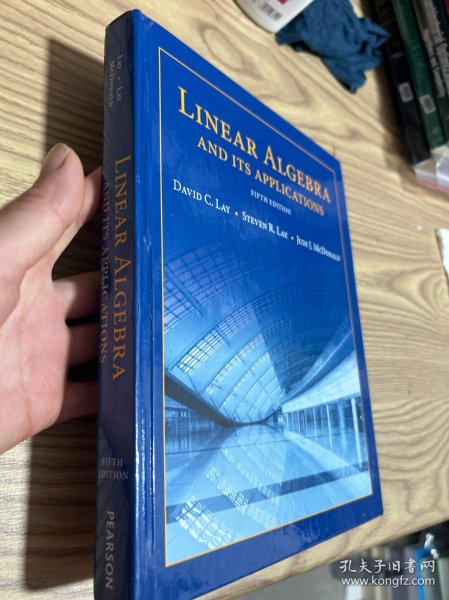 LINEAR ALGEBRA
AND ITS APPLICATIONS
FIFTH EDITION
DAVID C. LAY • STEVEN R. LAY • JUDI J. MCDONALD
LAY • LAY
MCDONALD
LINEAR ALGEBRA
AND ITS APPLICATIONS
FIFTH
EDITION
PEARSON
孔夫子旧书网
www.kongfz.com